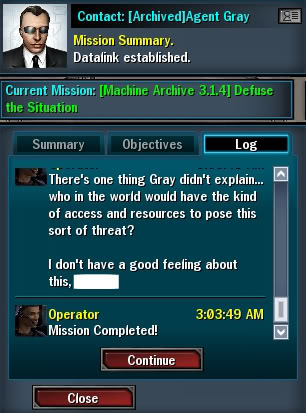 Contact: [Archived]Agent Gray
Mission Summary.
Datalink established.
Current Mission: [Machine Archive 3.1.4] Defuse
the Situation
Summary
Objectives
Log
There's one thing Gray didn't explain...
who in the world would have the kind
of access and resources to pose this
sort of threat?
I don't have a good feeling about
this,
Operator 3:03:49 AM
Mission Completed!
Continue
Close